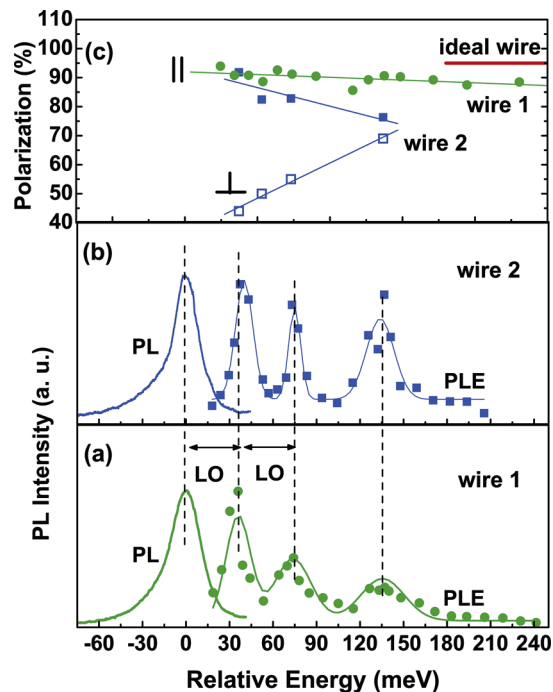 (c)
||
ideal wire
wire 1
wire 2
⊥
Polarization (%)
100
90
80
70
60
50
40
(b)
wire 2
PL
PLE
(a)
LO
LO
wire 1
PL
PLE
PL Intensity (a. u.)
-60 -30 0 30 60 90 120 150 180 210 240
Relative Energy (meV)